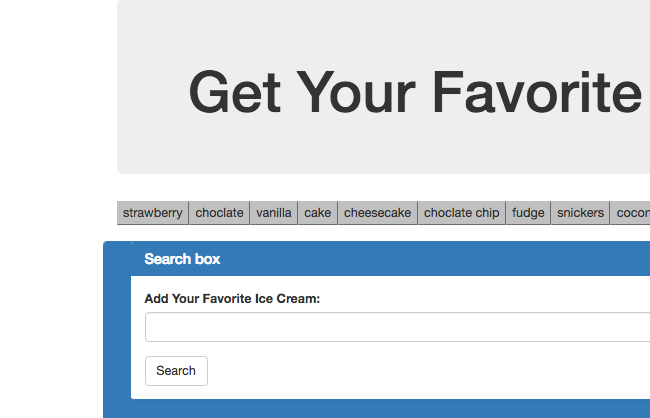 Get Your Favorite
strawberry choclate vanilla cake cheesecake choclate chip fudge snickers
Search box
Add Your Favorite Ice Cream:
Search